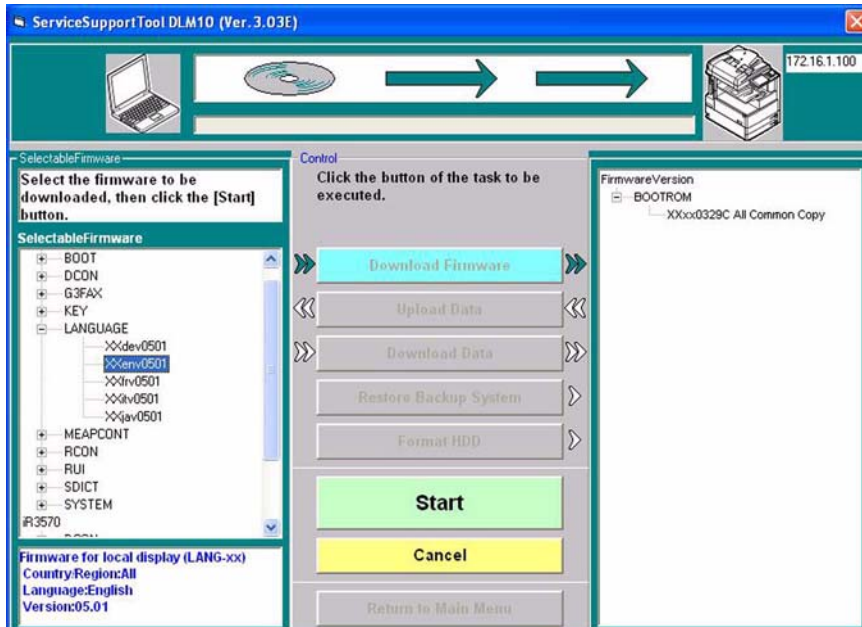 ServiceSupportTool DLM10 (Ver.3.03E)
172.16.1.100
SelectableFirmware
Select the firmware to be
downloaded, then click the [Start]
button.
SelectableFirmware
BOOT
DCON
G3FAX
KEY
LANGUAGE
XXdev0501
XXenv0501
XXfrv0501
XXitv0501
XXjav0501
MEAPCONT
RCON
RUI
SDICT
SYSTEM
iR3570
Firmware for local display (LANG-xx)
Country/Region:All
Language:English
Version:05.01
Control
Click the button of the task to be
executed.
Download Firmware
Upload Data
Download Data
Restore Backup System
Format HDD
Start
Cancel
Return to Main Menu
FirmwareVersion
BOOTROM
XXxx0329C All Common Copy